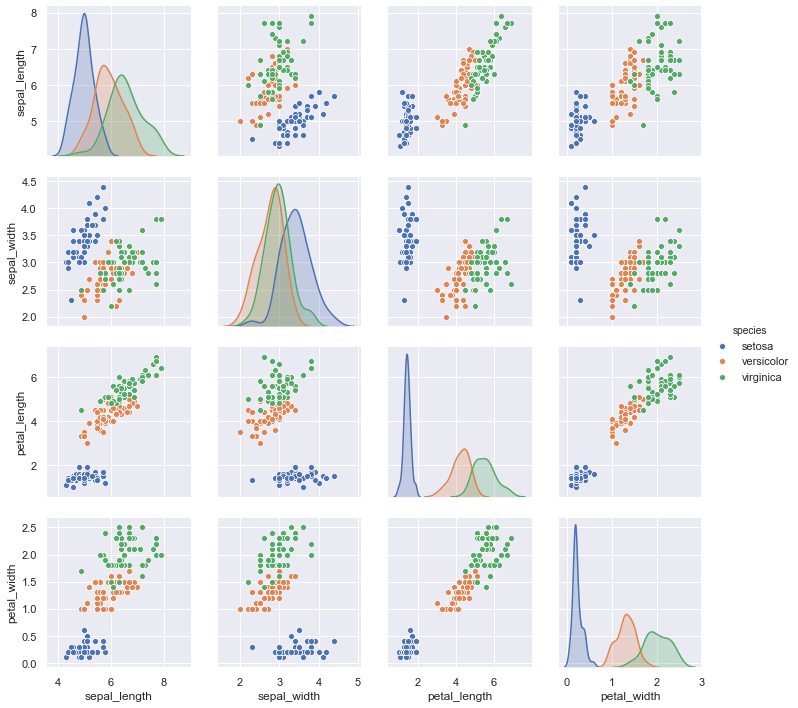 sepal_length
8
7
6
5
sepal_width
4.5
4.0
3.5
3.0
2.5
2.0
species
setosa
versicolor
virginica
petal_length
6
4
2
petal_width
2.5
2.0
1.5
1.0
0.5
0.0
4 6 8
2 3 4 5
2 4 6
0 1 2 3
sepal_length sepal_width petal_length petal_width